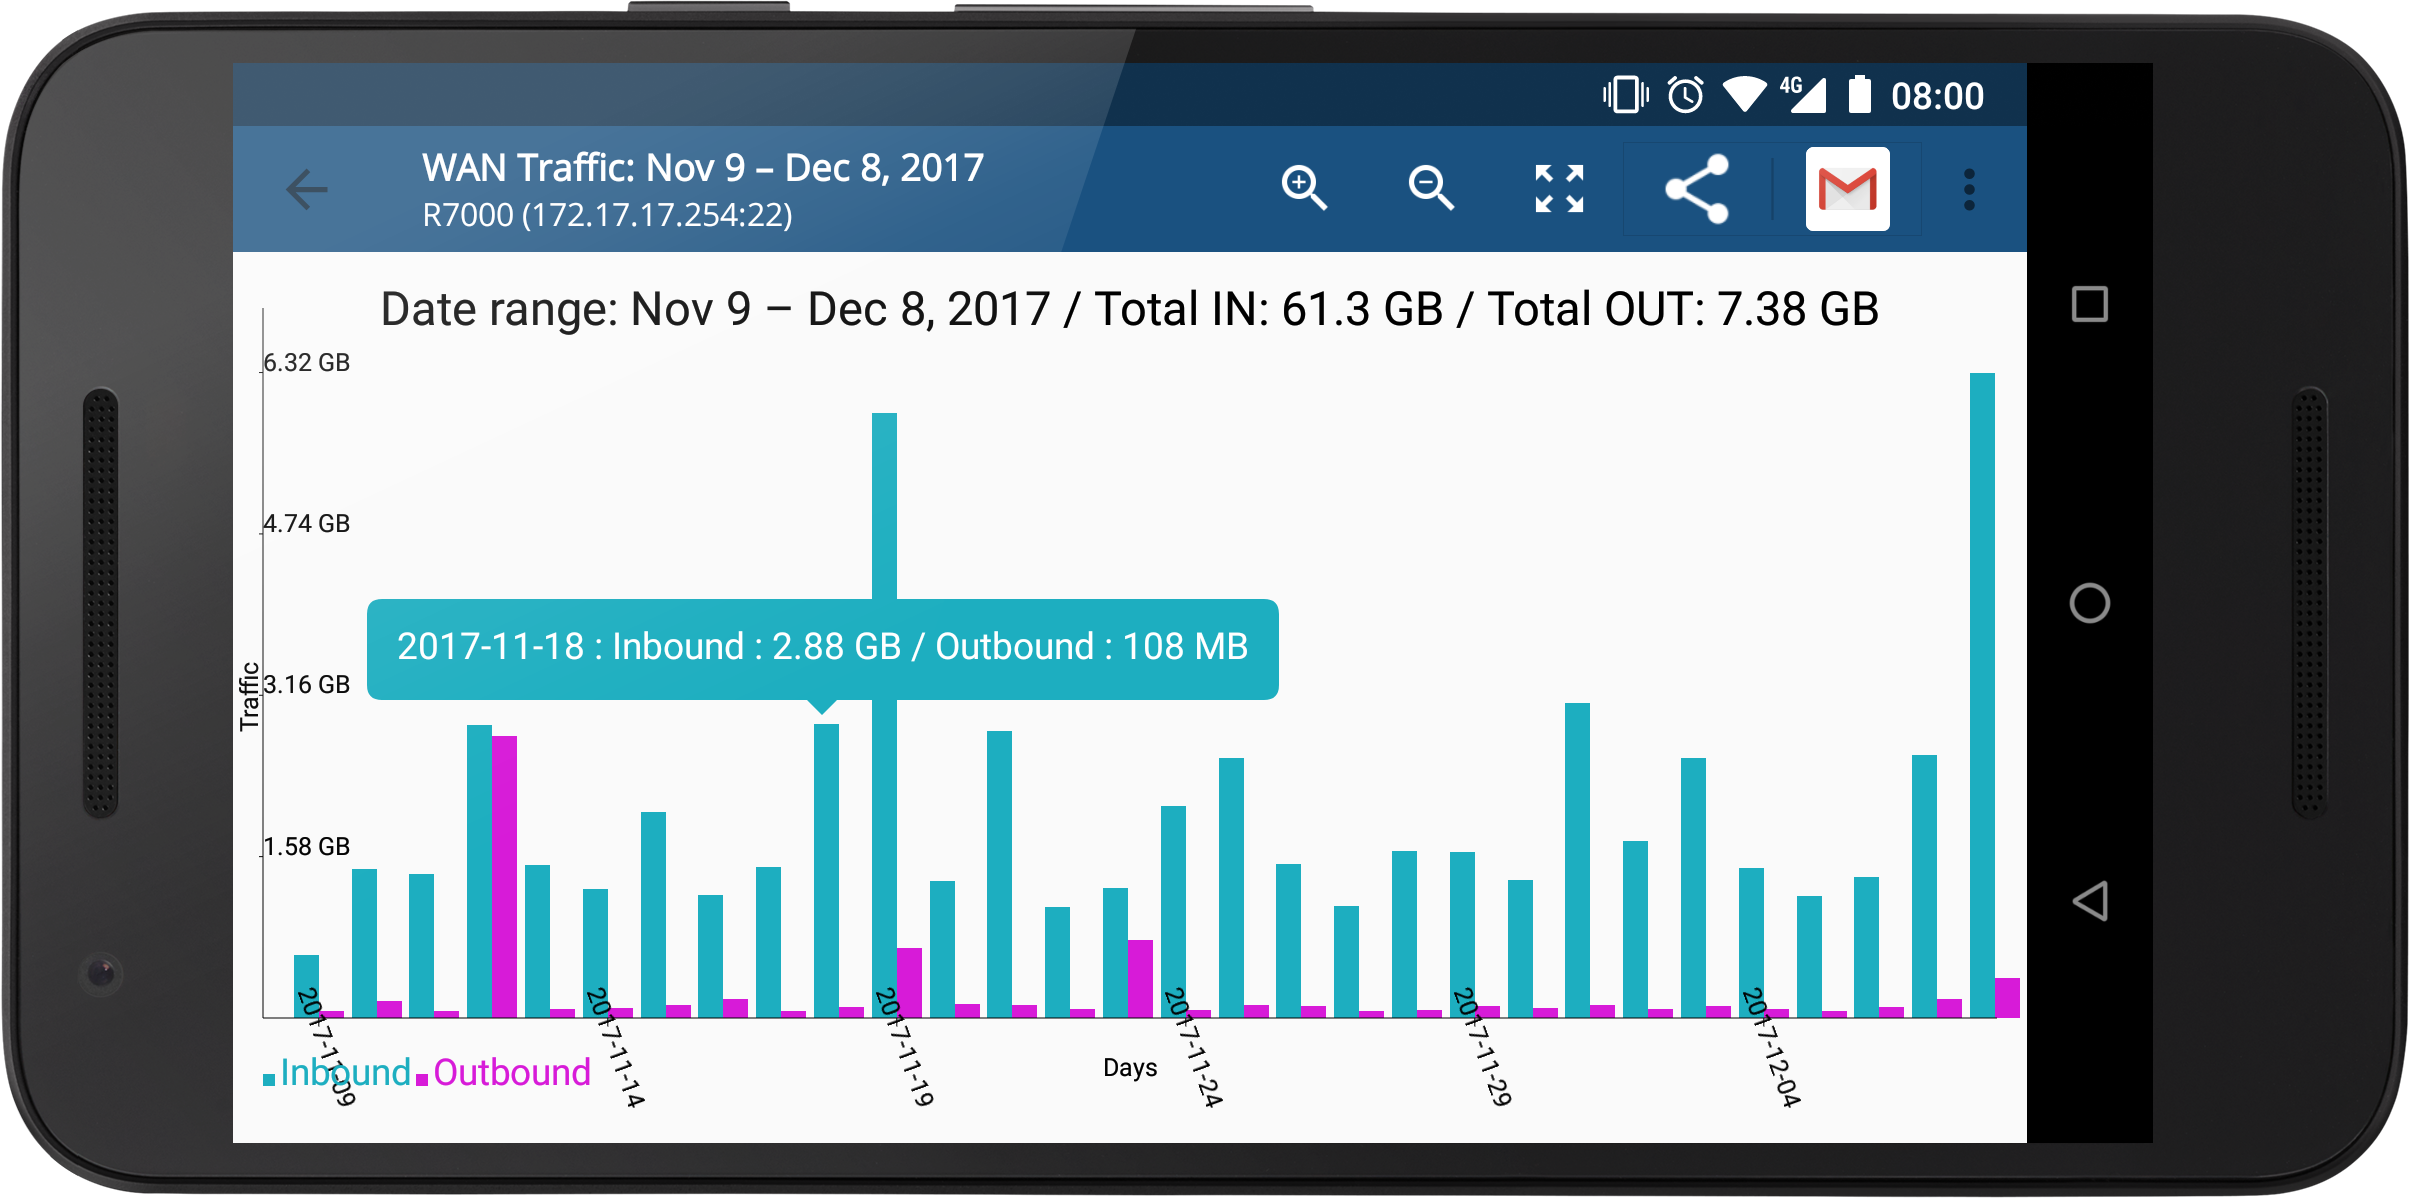 4G 08:00
WAN Traffic: Nov 9 – Dec 8, 2017
R7000 (172.17.17.254:22)
Date range: Nov 9 – Dec 8, 2017 / Total IN: 61.3 GB / Total OUT: 7.38 GB
6.32 GB
4.74 GB
2017-11-18 : Inbound : 2.88 GB / Outbound : 108 MB
3.16 GB
Traffic
1.58 GB
2017-11-09
2017-11-14
2017-11-19
2017-11-24
2017-11-29
2017-12-04
Days
Inbound Outbound